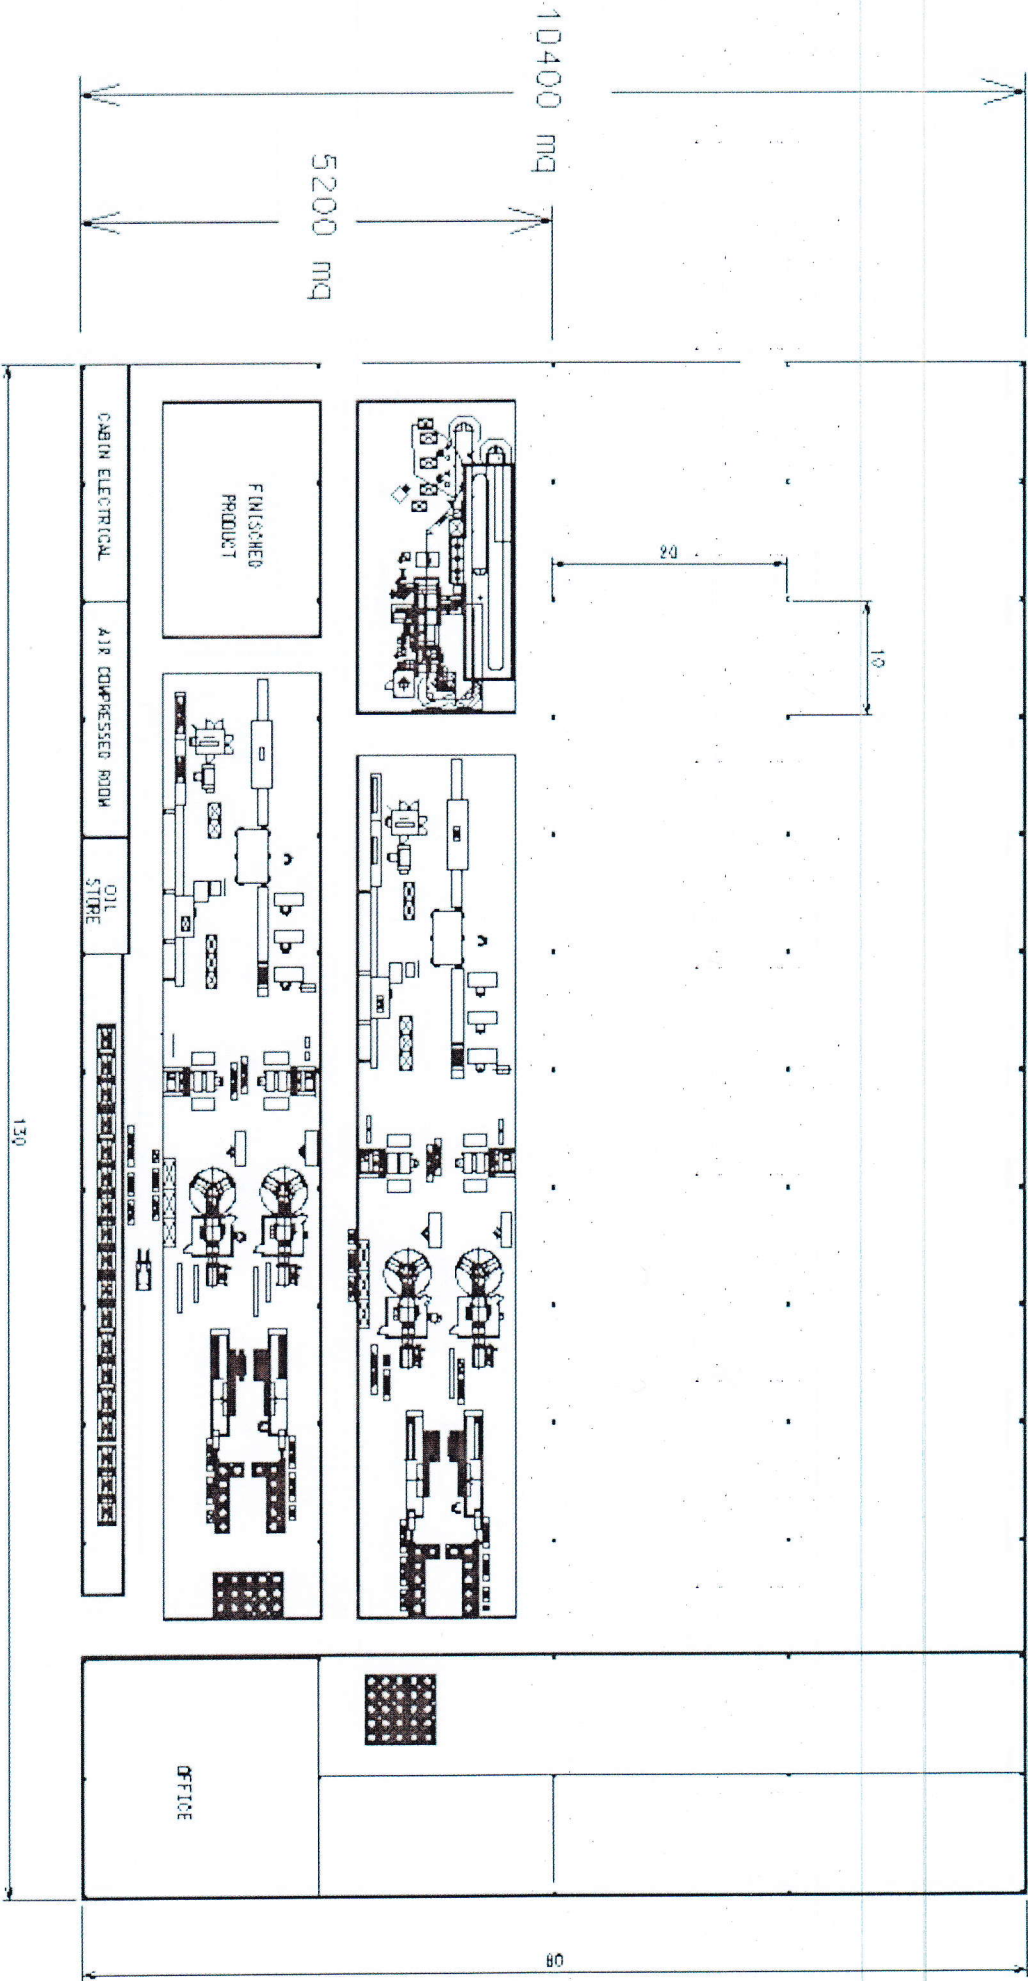 10400 mq
5200 mq
CABIN ELECTRICAL
AIR COMPRESSED ROOM
OIL
STORE
FINISCHED
PRODUCT
20
10
130
OFFICE
80